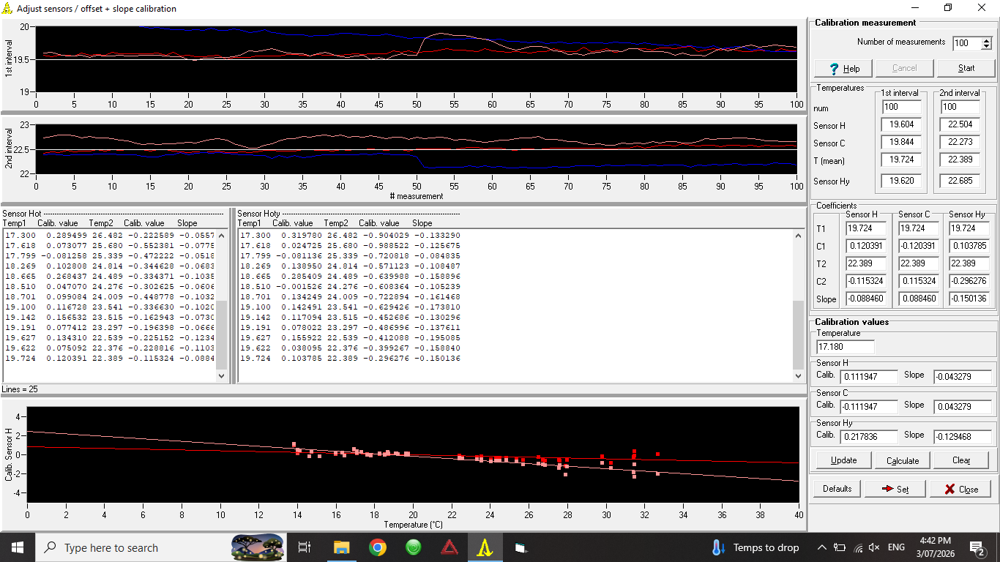 Adjust sensors / offset + slope calibration
1st interval
20
19.5
19
0 5 10 15 20 25 30 35 40 45 50 55 60 65 70 75 80 85 90 95 100
2nd interval
23
22.5
22
0 5 10 15 20 25 30 35 40 45 50 55 60 65 70 75 80 85 90 95 100
# measurement
Sensor Hot
Temp1 Calib. value Temp2 Calib. value Slope
17.300 0.289499 26.482 -0.222589 -0.0557
17.618 0.073077 25.680 -0.552381 -0.0775
17.799 -0.081258 25.339 -0.472222 -0.0518
18.269 0.102808 24.814 -0.344628 -0.0683
18.665 0.268437 24.489 -0.334371 -0.1035
18.510 0.047070 24.276 -0.302625 -0.0606
18.701 0.099084 24.009 -0.448778 -0.1032
19.100 0.116728 23.541 -0.336630 -0.1020
19.142 0.156532 23.515 -0.162943 -0.0730
19.191 0.077412 23.297 -0.196398 -0.0666
19.627 0.134310 22.539 -0.225152 -0.1234
19.622 0.075092 22.376 -0.228816 -0.1103
19.724 0.120391 22.389 -0.115324 -0.0884
Lines = 25
Sensor Hoty
Temp1 Calib. value Temp2 Calib. value Slope
17.300 0.319780 26.482 -0.904029 -0.133290
17.618 0.024725 25.680 -0.988522 -0.125675
17.799 -0.081136 25.339 -0.720818 -0.084835
18.269 0.138950 24.814 -0.571123 -0.108487
18.665 0.285409 24.489 -0.639988 -0.158896
18.510 -0.001526 24.276 -0.608364 -0.105239
18.701 0.134249 24.009 -0.722894 -0.161468
19.100 0.142491 23.541 -0.629426 -0.173810
19.142 0.117094 23.515 -0.452686 -0.130296
19.191 0.078022 23.297 -0.486996 -0.137611
19.627 0.155922 22.539 -0.412088 -0.195085
19.622 0.038095 22.376 -0.399267 -0.158840
19.724 0.103785 22.389 -0.296276 -0.150136
Calib. Sensor H
4
2
0
-2
-4
0 2 4 6 8 10 12 14 16 18 20 22 24 26 28 30 32 34 36 38 40
Temperature (°C)
Calibration measurement
Number of measurements 100
Help Cancel Start
Temperatures
1st interval 2nd interval
num 100 100
Sensor H 19.604 22.504
Sensor C 19.844 22.273
T (mean) 19.724 22.389
Sensor Hy 19.620 22.685
Coefficients
Sensor H Sensor C Sensor Hy
T1 19.724 19.724 19.724
C1 0.120391 -0.120391 0.103785
T2 22.389 22.389 22.389
C2 -0.115324 0.115324 -0.296276
Slope -0.088460 0.088460 -0.150136
Calibration values
Temperature
17.180
Sensor H
Calib. 0.111947 Slope -0.043279
Sensor C
Calib. -0.111947 Slope 0.043279
Sensor Hy
Calib. 0.217836 Slope -0.129468
Update Calculate Clear
Defaults Set Close
Type here to search
Temps to drop
ENG
4:42 PM
3/07/2026
2